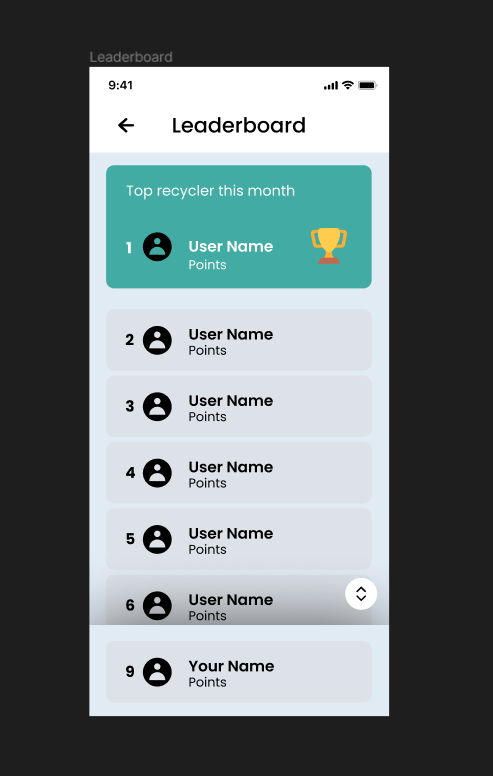 Leaderboard
9:41
Leaderboard
Top recycler this month
1
User Name
Points
2
User Name
Points
3
User Name
Points
4
User Name
Points
5
User Name
Points
6
User Name
Points
9
Your Name
Points